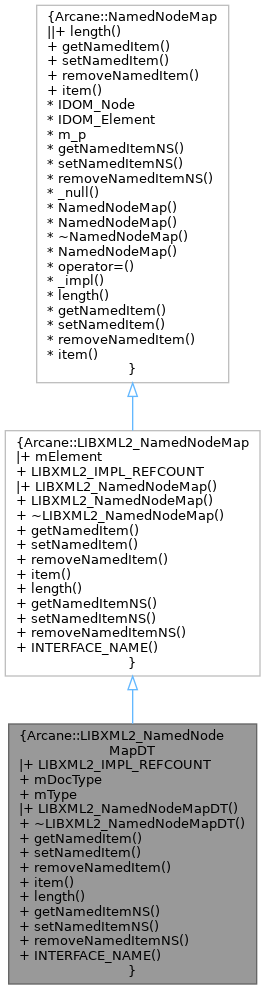 {Arcane::NamedNodeMap
||+ length()
+ getNamedItem()
+ setNamedItem()
+ removeNamedItem()
+ item()
* IDOM_Node
* IDOM_Element
* m_p
* getNamedItemNS()
* setNamedItemNS()
* removeNamedItemNS()
* _null()
* NamedNodeMap()
* NamedNodeMap()
* ~NamedNodeMap()
* NamedNodeMap()
* operator=()
* _impl()
* length()
* getNamedItem()
* setNamedItem()
* removeNamedItem()
* item()
}
{Arcane::LIBXML2_NamedNodeMap
|+ mElement
+ LIBXML2_IMPL_REFCOUNT
|+ LIBXML2_NamedNodeMap()
+ LIBXML2_NamedNodeMap()
+ ~LIBXML2_NamedNodeMap()
+ getNamedItem()
+ setNamedItem()
+ removeNamedItem()
+ item()
+ length()
+ getNamedItemNS()
+ setNamedItemNS()
+ removeNamedItemNS()
+ INTERFACE_NAME()
}
{Arcane::LIBXML2_NamedNode
MapDT
|+ LIBXML2_IMPL_REFCOUNT
+ mDocType
+ mType
|+ LIBXML2_NamedNodeMapDT()
+ ~LIBXML2_NamedNodeMapDT()
+ getNamedItem()
+ setNamedItem()
+ removeNamedItem()
+ item()
+ length()
+ getNamedItemNS()
+ setNamedItemNS()
+ removeNamedItemNS()
+ INTERFACE_NAME()
}